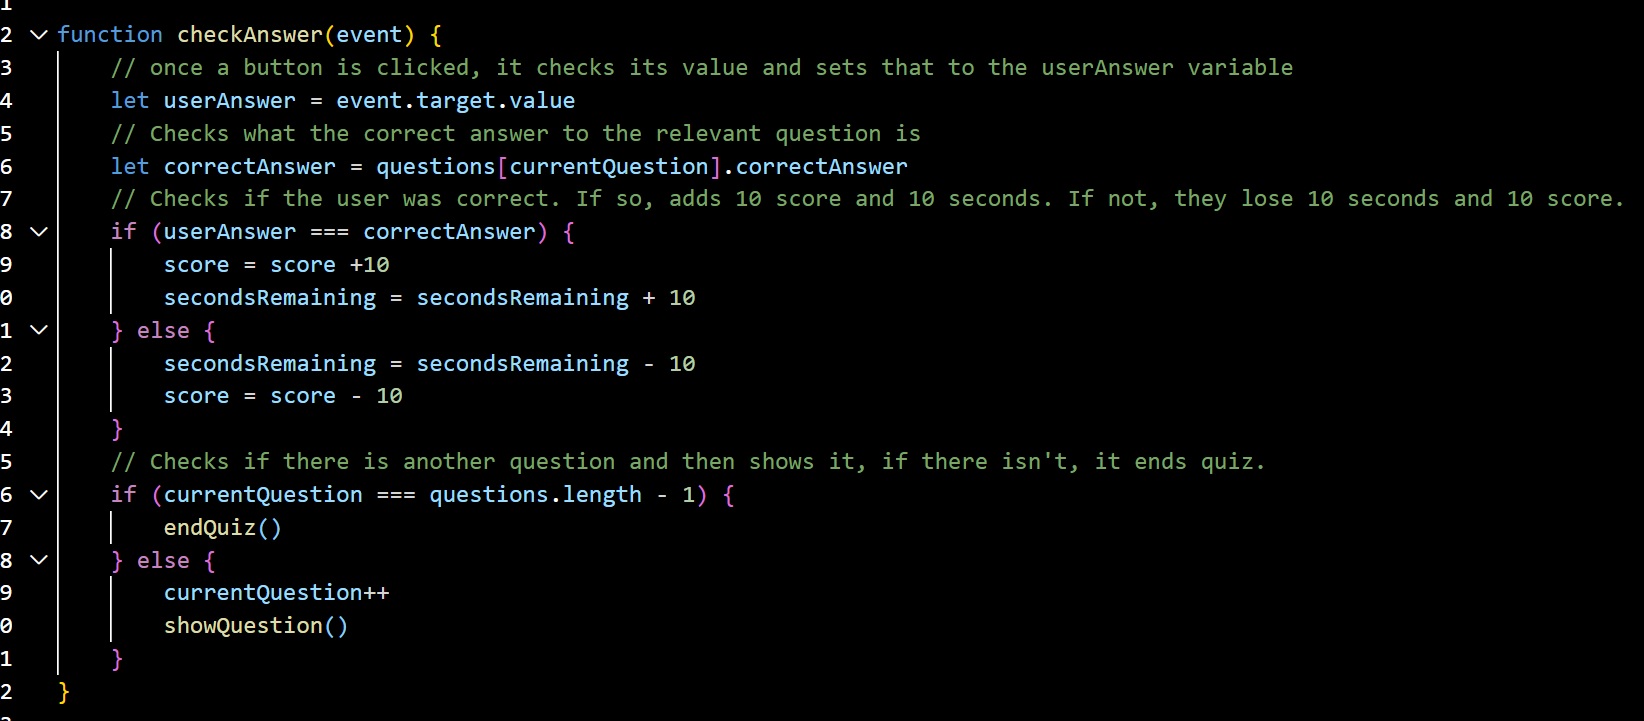 1
2 function checkAnswer(event) {
3 // once a button is clicked, it checks its value and sets that to the userAnswer variable
4 let userAnswer = event.target.value
5 // Checks what the correct answer to the relevant question is
6 let correctAnswer = questions[currentQuestion].correctAnswer
7 // Checks if the user was correct. If so, adds 10 score and 10 seconds. If not, they lose 10 seconds and 10 score.
8 if (userAnswer === correctAnswer) {
9 score = score +10
0 secondsRemaining = secondsRemaining + 10
1 } else {
2 secondsRemaining = secondsRemaining - 10
3 score = score - 10
4 }
5 // Checks if there is another question and then shows it, if there isn't, it ends quiz.
6 if (currentQuestion === questions.length - 1) {
7 endQuiz()
8 } else {
9 currentQuestion++
0 showQuestion()
1 }
2 }